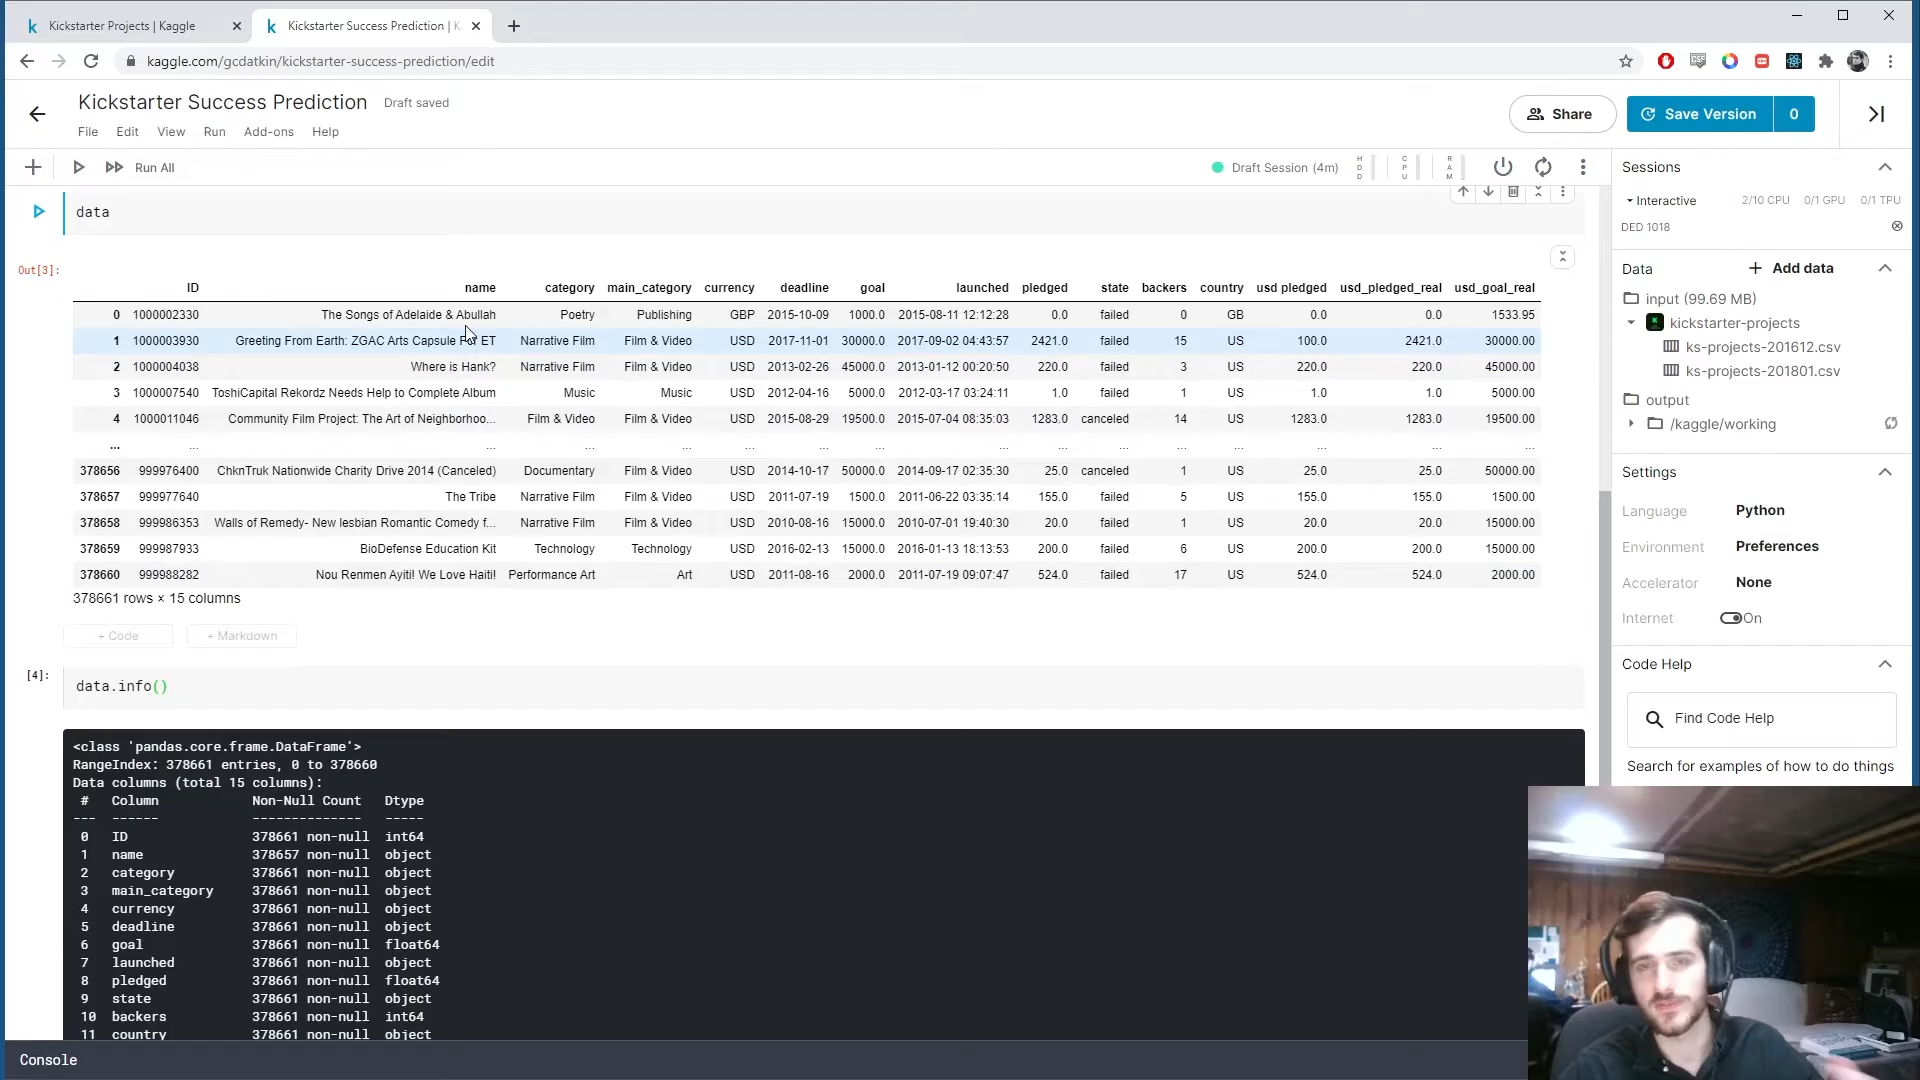 Kickstarter Projects | Kaggle
Kickstarter Success Prediction | K
kaggle.com/gcdatkin/kickstarter-success-prediction/edit
Kickstarter Success Prediction Draft saved
File Edit View Run Add-ons Help
Share
Save Version 0
Run All
Draft Session (4m)
HDD
CPU
RAM
data
Out[3]:
ID name category main_category currency deadline goal launched pledged state backers country usd pledged usd_pledged_real usd_goal_real
0 1000002330 The Songs of Adelaide & Abullah Poetry Publishing GBP 2015-10-09 1000.0 2015-08-11 12:12:28 0.0 failed 0 GB 0.0 0.0 1533.95
1 1000003930 Greeting From Earth: ZGAC Arts Capsule For ET Narrative Film Film & Video USD 2017-11-01 30000.0 2017-09-02 04:43:57 2421.0 failed 15 US 100.0 2421.0 30000.00
2 1000004038 Where is Hank? Narrative Film Film & Video USD 2013-02-26 45000.0 2013-01-12 00:20:50 220.0 failed 3 US 220.0 220.0 45000.00
3 1000007540 ToshiCapital Rekordz Needs Help to Complete Album Music Music USD 2012-04-16 5000.0 2012-03-17 03:24:11 1.0 failed 1 US 1.0 1.0 5000.00
4 1000011046 Community Film Project: The Art of Neighborhoo... Film & Video Film & Video USD 2015-08-29 19500.0 2015-07-04 08:35:03 1283.0 canceled 14 US 1283.0 1283.0 19500.00
... ... ... ... ... ... ... ... ... ... ... ... ... ... ... ...
378656 999976400 ChknTruk Nationwide Charity Drive 2014 (Canceled) Documentary Film & Video USD 2014-10-17 50000.0 2014-09-17 02:35:30 25.0 canceled 1 US 25.0 25.0 50000.00
378657 999977640 The Tribe Narrative Film Film & Video USD 2011-07-19 1500.0 2011-06-22 03:35:14 155.0 failed 5 US 155.0 155.0 1500.00
378658 999986353 Walls of Remedy- New lesbian Romantic Comedy f... Narrative Film Film & Video USD 2010-08-16 15000.0 2010-07-01 19:40:30 20.0 failed 1 US 20.0 20.0 15000.00
378659 999987933 BioDefense Education Kit Technology Technology USD 2016-02-13 15000.0 2016-01-13 18:13:53 200.0 failed 6 US 200.0 200.0 15000.00
378660 999988282 Nou Renmen Ayiti! We Love Haiti! Performance Art Art USD 2011-08-16 2000.0 2011-07-19 09:07:47 524.0 failed 17 US 524.0 524.0 2000.00
378661 rows × 15 columns
+ Code + Markdown
[4]:
data.info()
<class 'pandas.core.frame.DataFrame'>
RangeIndex: 378661 entries, 0 to 378660
Data columns (total 15 columns):
# Column Non-Null Count Dtype
--- ------ -------------- -----
0 ID 378661 non-null int64
1 name 378657 non-null object
2 category 378661 non-null object
3 main_category 378661 non-null object
4 currency 378661 non-null object
5 deadline 378661 non-null object
6 goal 378661 non-null float64
7 launched 378661 non-null object
8 pledged 378661 non-null float64
9 state 378661 non-null object
10 backers 378661 non-null int64
11 country 378661 non-null object
Console
Sessions
Interactive 2/10 CPU 0/1 GPU 0/1 TPU
DED 1018
Data + Add data
input (99.69 MB)
kickstarter-projects
ks-projects-201612.csv
ks-projects-201801.csv
output
/kaggle/working
Settings
Language Python
Environment Preferences
Accelerator None
Internet On
Code Help
Find Code Help
Search for examples of how to do things